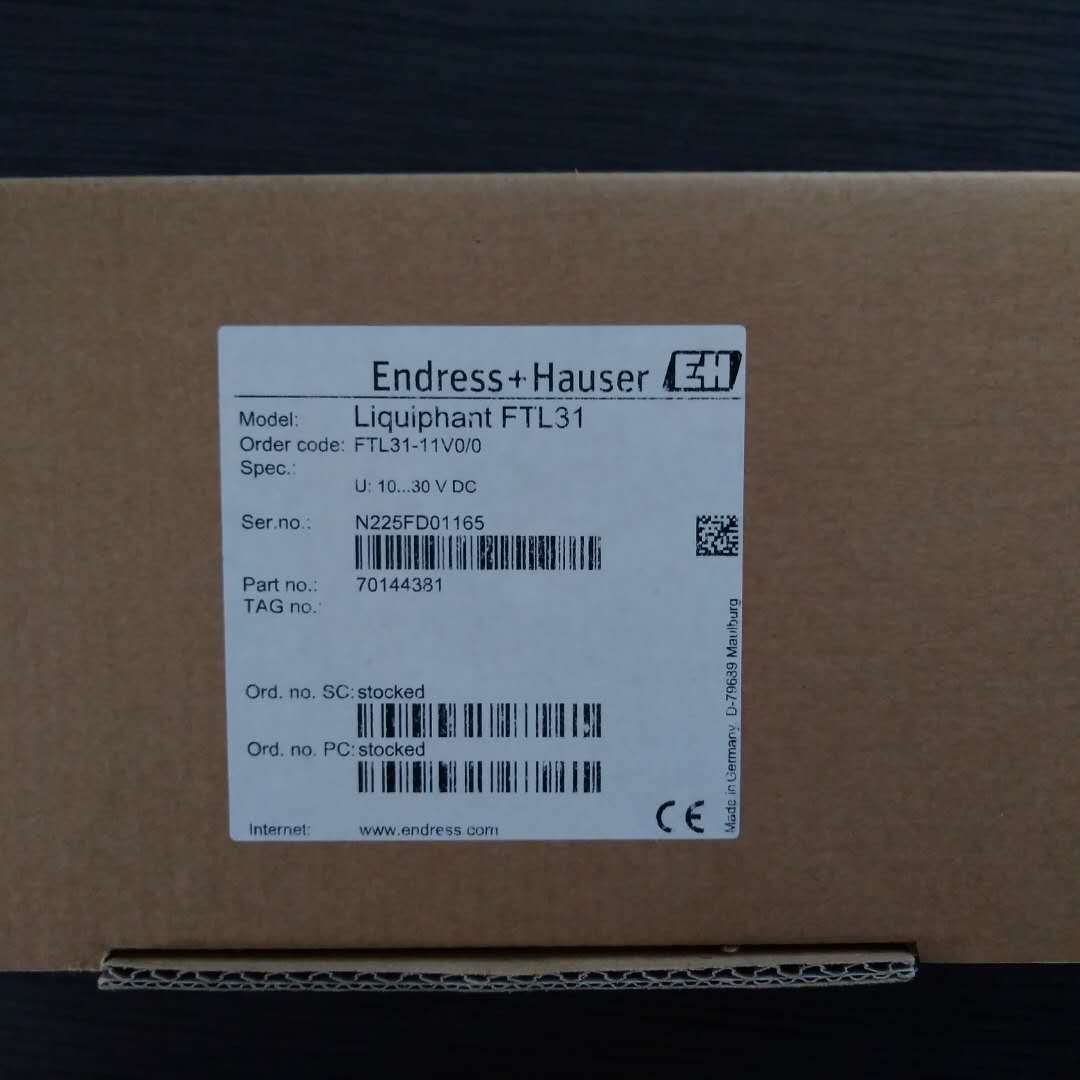 Endress+Hauser EH
Model: Liquiphant FTL31
Order code: FTL31-11V0/0
Spec.:
U: 10...30 V DC
Ser.no.: N225FD01165
Part no.: 70144381
TAG no.:
Ord. no. SC: stocked
Ord. no. PC: stocked
Internet: www.endress.com
CE
Made in Germany, D-79689 Maulburg